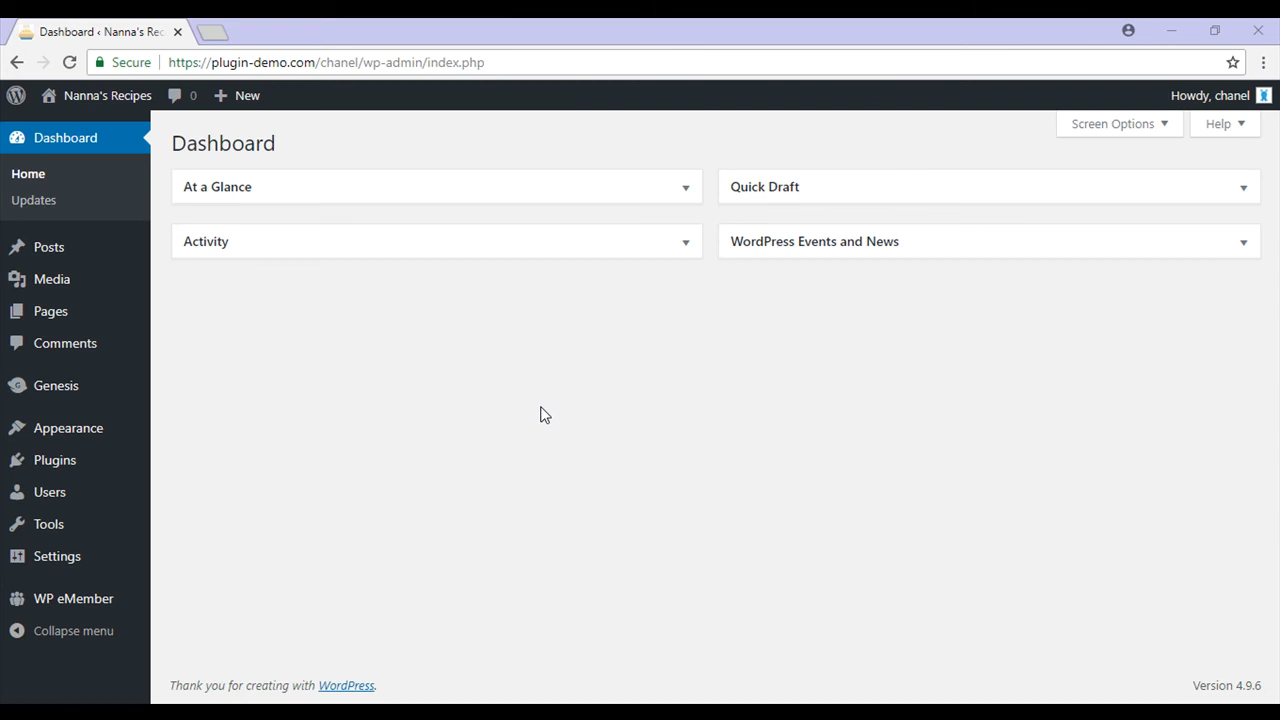 Dashboard ‹ Nanna's Rec
Secure https://plugin-demo.com/chanel/wp-admin/index.php
Nanna's Recipes 0 New Howdy, chanel
Screen Options Help
Dashboard
Dashboard
Home
Updates
Posts
Media
Pages
Comments
Genesis
Appearance
Plugins
Users
Tools
Settings
WP eMember
Collapse menu
At a Glance
Quick Draft
Activity
WordPress Events and News
Thank you for creating with WordPress.
Version 4.9.6